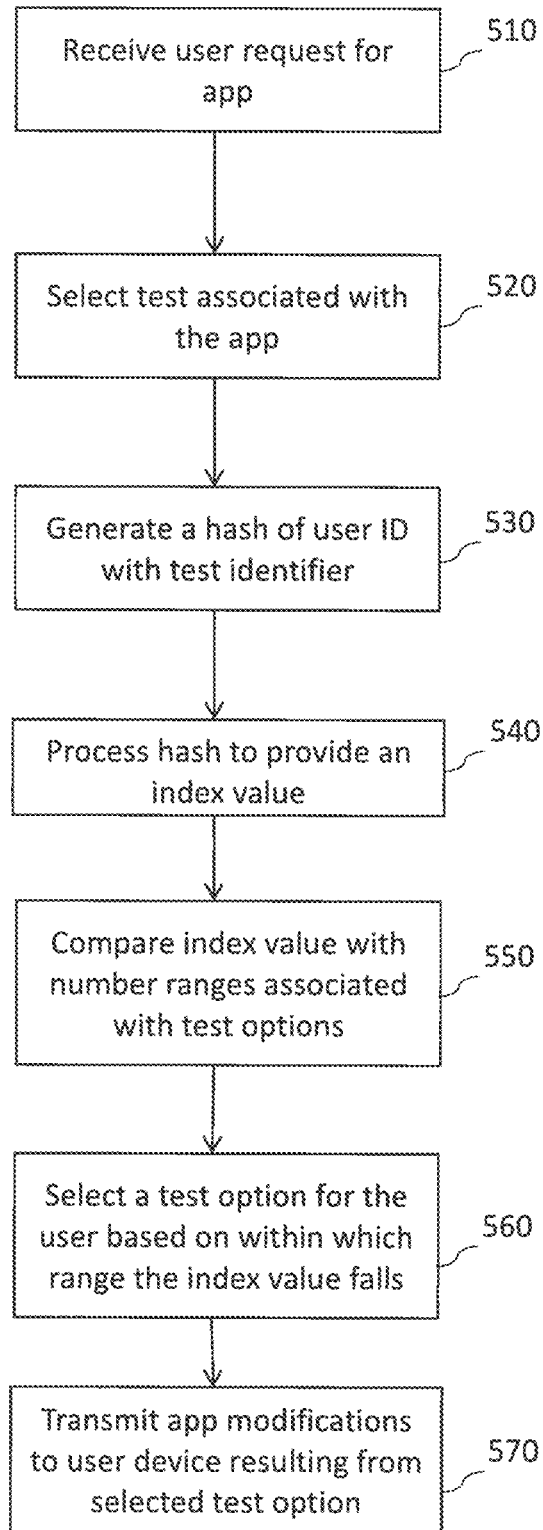 Receive user request for
app
510
Select test associated with
the app
520
Generate a hash of user ID
with test identifier
530
Process hash to provide an
index value
540
Compare index value with
number ranges associated
with test options
550
Select a test option for the
user based on within which
range the index value falls
560
Transmit app modifications
to user device resulting from
selected test option
570